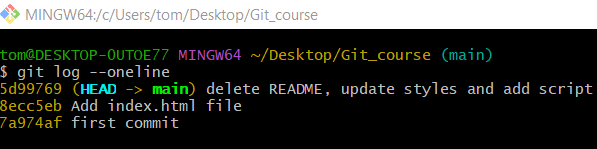 MINGW64:/c/Users/tom/Desktop/Git_course
tom@DESKTOP-OUTOE77 MINGW64 ~/Desktop/Git_course (main)
$ git log --oneline
5d99769 (HEAD -> main) delete README, update styles and add script
8ecc5eb Add index.html file
7a974af first commit